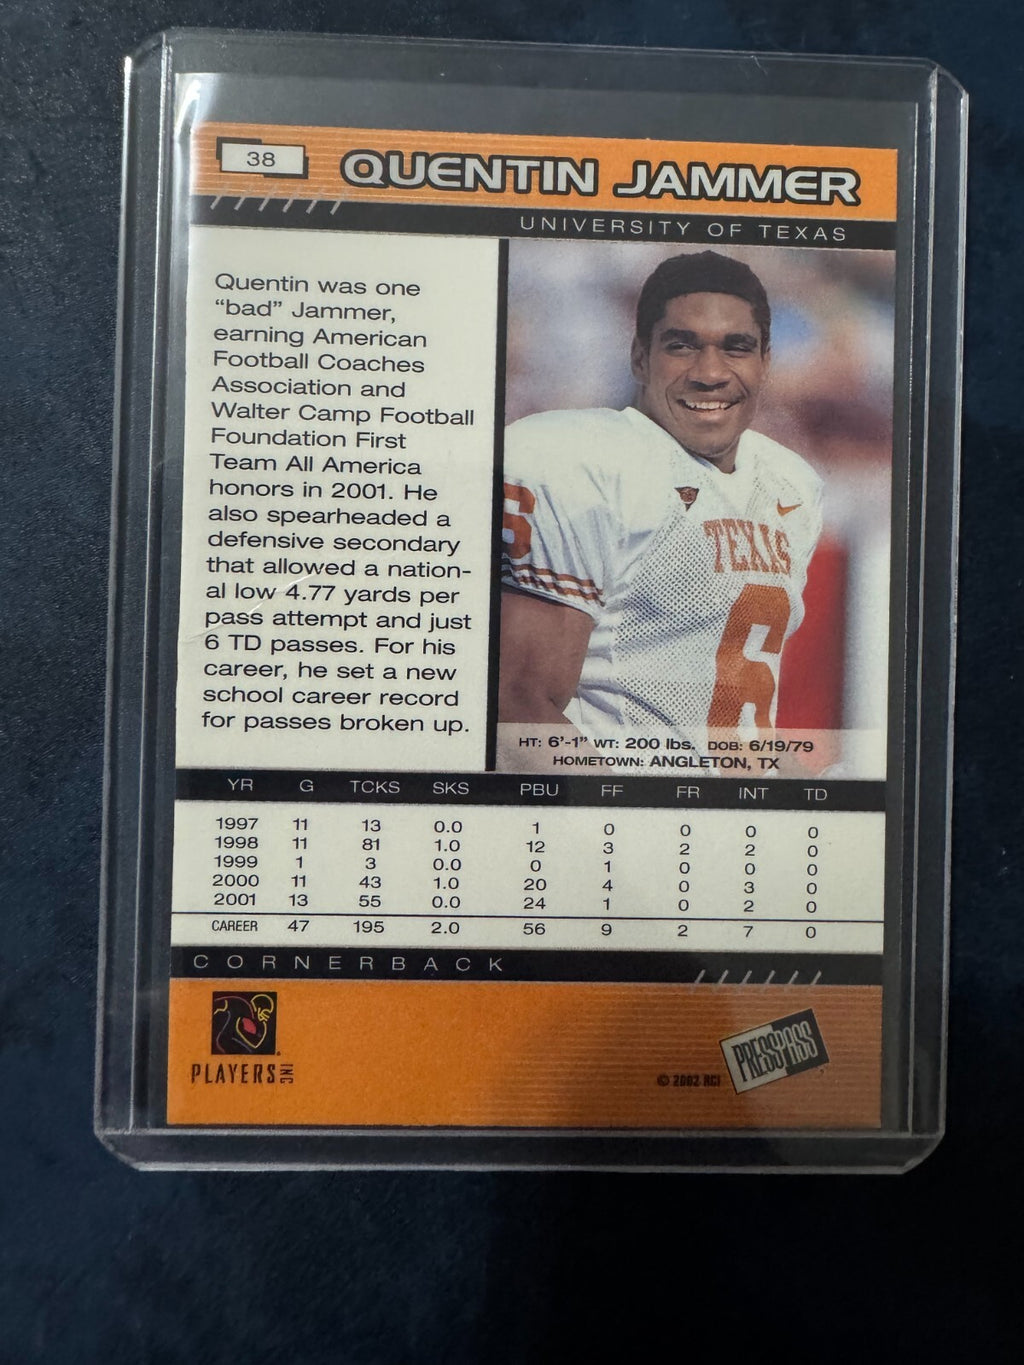 38
QUENTIN JAMMER
UNIVERSITY OF TEXAS
Quentin was one
“bad” Jammer,
earning American
Football Coaches
Association and
Walter Camp Football
Foundation First
Team All America
honors in 2001. He
also spearheaded a
defensive secondary
that allowed a nation-
al low 4.77 yards per
pass attempt and just
6 TD passes. For his
career, he set a new
school career record
for passes broken up.
6
TEXAS
6
HT: 6'-1" WT: 200 lbs. DOB: 6/19/79
HOMETOWN: ANGLETON, TX
YR G TCKS SKS PBU FF FR INT TD
1997 11 13 0.0 1 0 0 0 0
1998 11 81 1.0 12 3 2 2 0
1999 1 3 0.0 0 1 0 0 0
2000 11 43 1.0 20 4 0 3 0
2001 13 55 0.0 24 1 0 2 0
CAREER 47 195 2.0 56 9 2 7 0
CORNERBACK
PLAYERS INC
© 2002 RCI
PRESS PASS